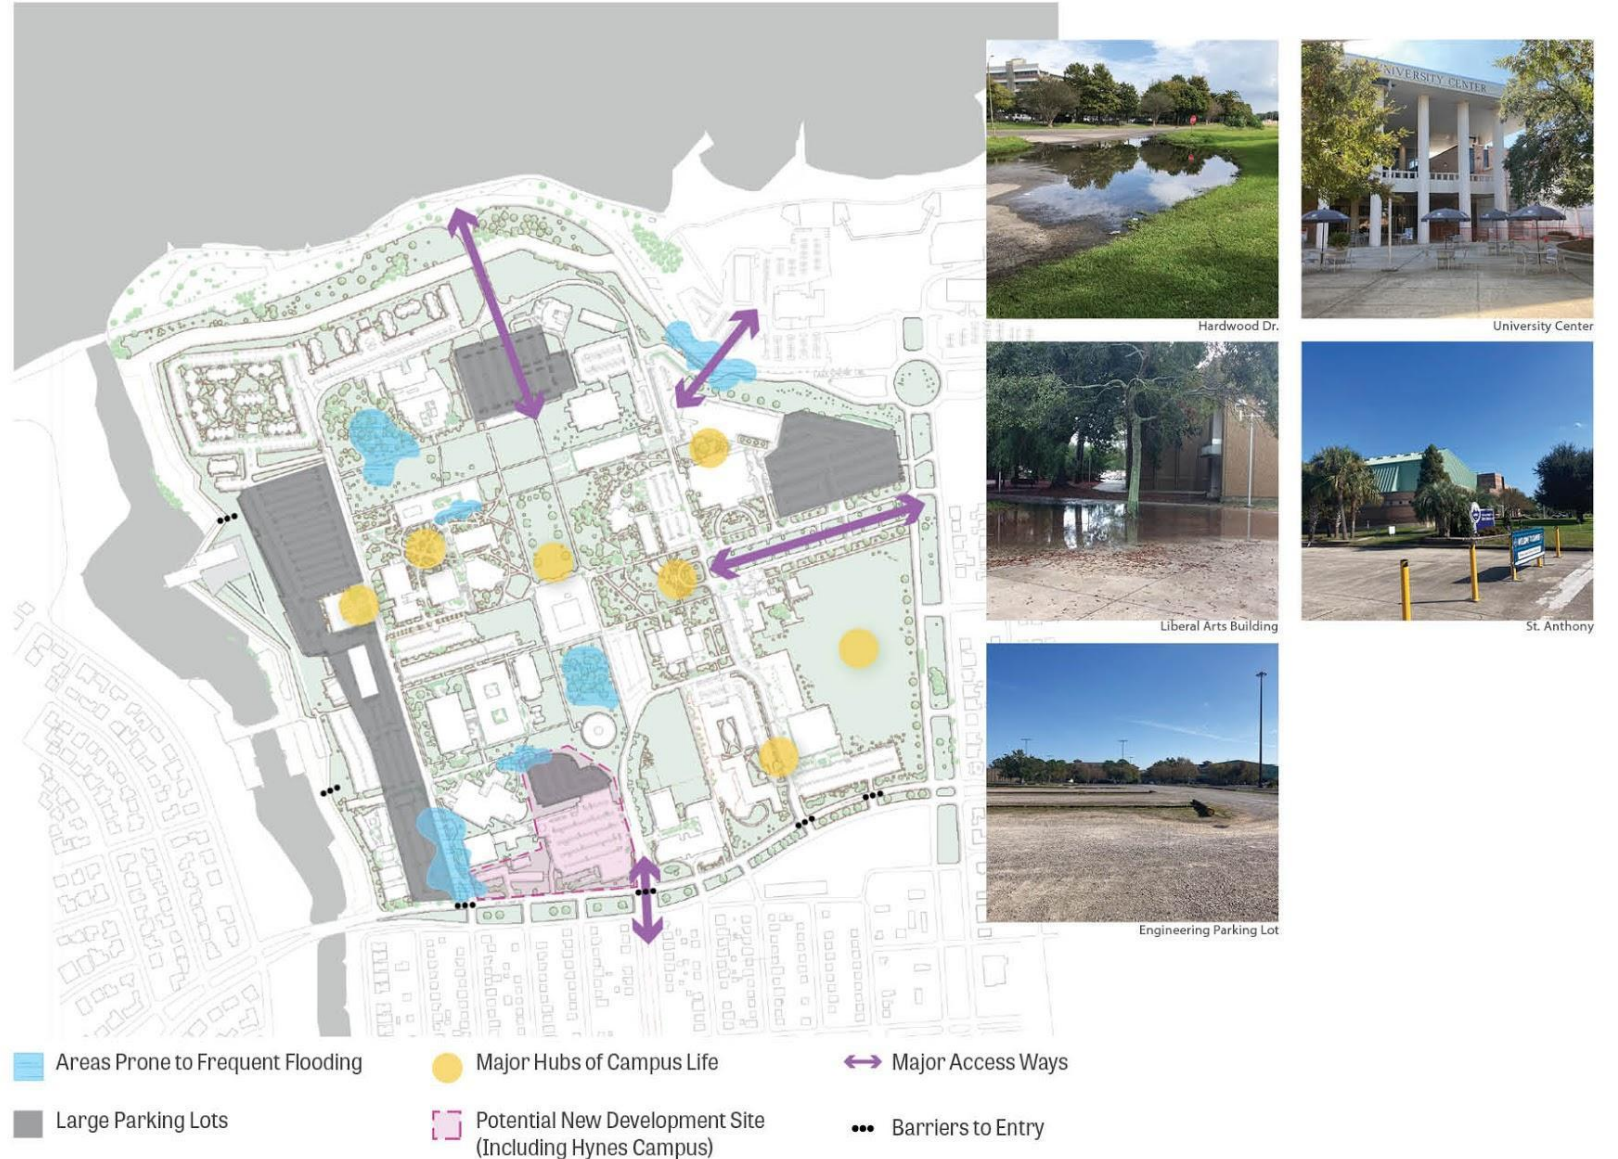 UNIVERSITY CENTER
Hardwood Dr.
University Center
Liberal Arts Building
St. Anthony
Engineering Parking Lot
Areas Prone to Frequent Flooding
Major Hubs of Campus Life
Major Access Ways
Large Parking Lots
Potential New Development Site
(Including Hynes Campus)
Barriers to Entry